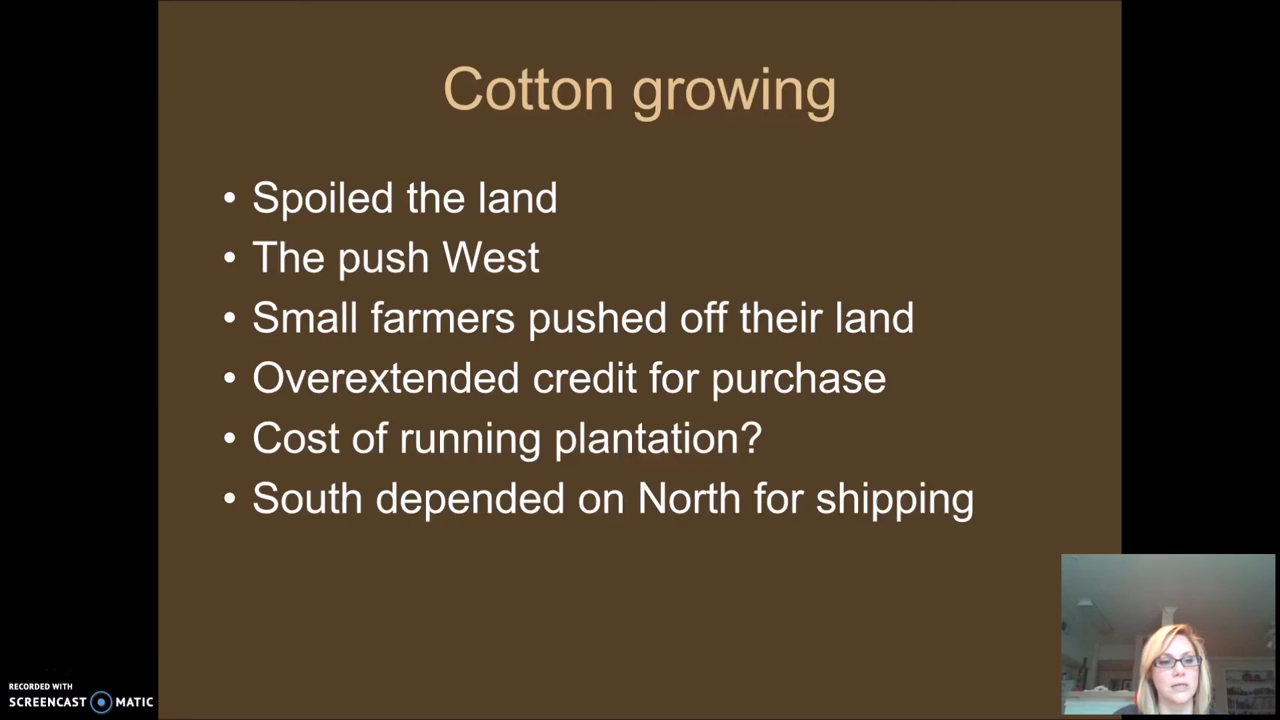 Cotton growing
• Spoiled the land
• The push West
• Small farmers pushed off their land
• Overextended credit for purchase
• Cost of running plantation?
• South depended on North for shipping
RECORDED WITH
SCREENCAST MATIC